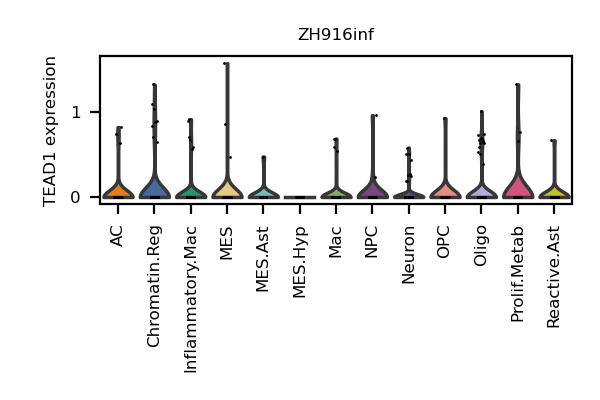 ZH916inf
TEAD1 expression
1
0
AC
Chromatin.Reg
Inflammatory.Mac
MES
MES.Ast
MES.Hyp
Mac
NPC
Neuron
OPC
Oligo
Prolif.Metab
Reactive.Ast